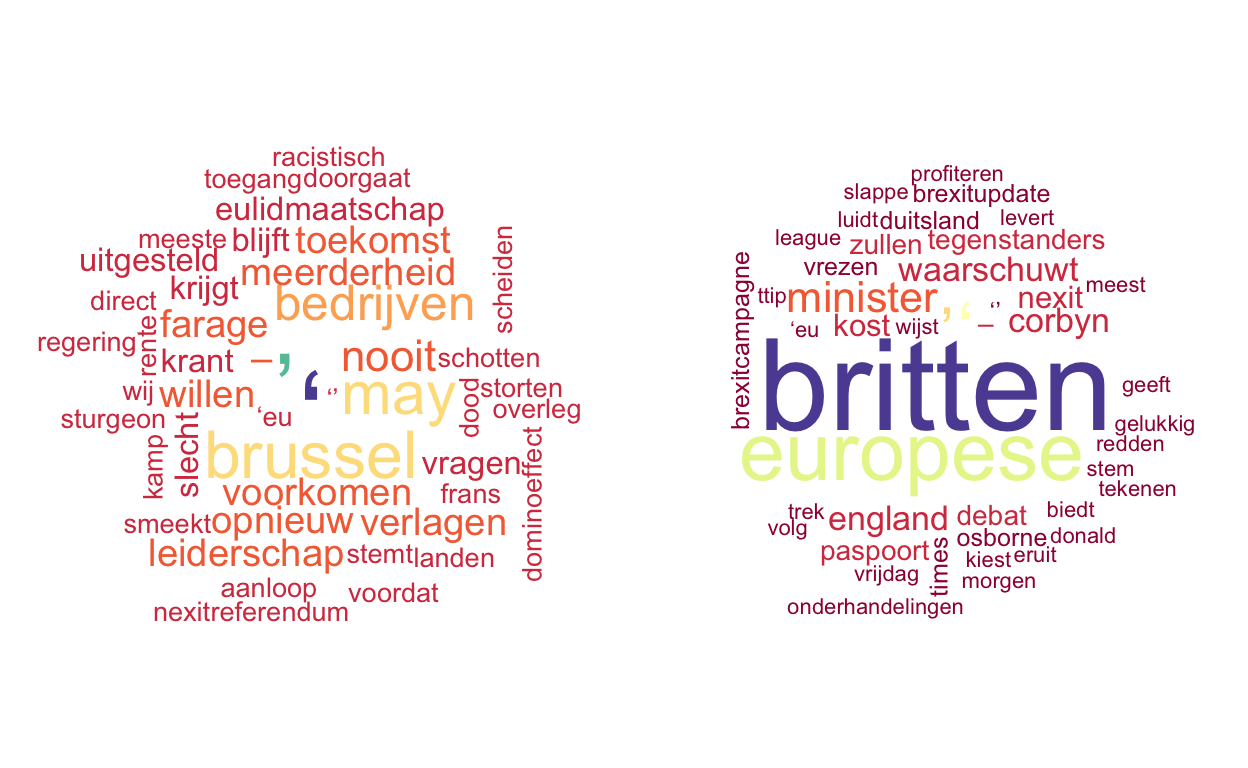 racistisch
toegang doorgaat
eulidmaatschap
meeste blijft toekomst
uitgesteld meerderheid
scheiden
krijgt bedrijven
direct farage
regering rente
krant – ‚ nooit schotten
wij willen ‘ ‘’ may dood storten
sturgeon ‘eu overleg
kamp slecht brussel vragen
voorkomen frans dominoeffect
smeekt opnieuw verlagen
leiderschap stemt landen
aanloop voordat
nexitreferendum
profiteren
slappe brexitupdate
luidt duitsland levert
league zullen tegenstanders
vrezen waarschuwt meest
brexitcampagne ttip minister ‚ ‘ ‘’ nexit
‘eu kost wijst – corbyn
britten geeft
gelukkig
europese redden
stem
tekenen
trek england debat biedt
volg osborne donald
paspoort times kiest eruit
vrijdag morgen
onderhandelingen